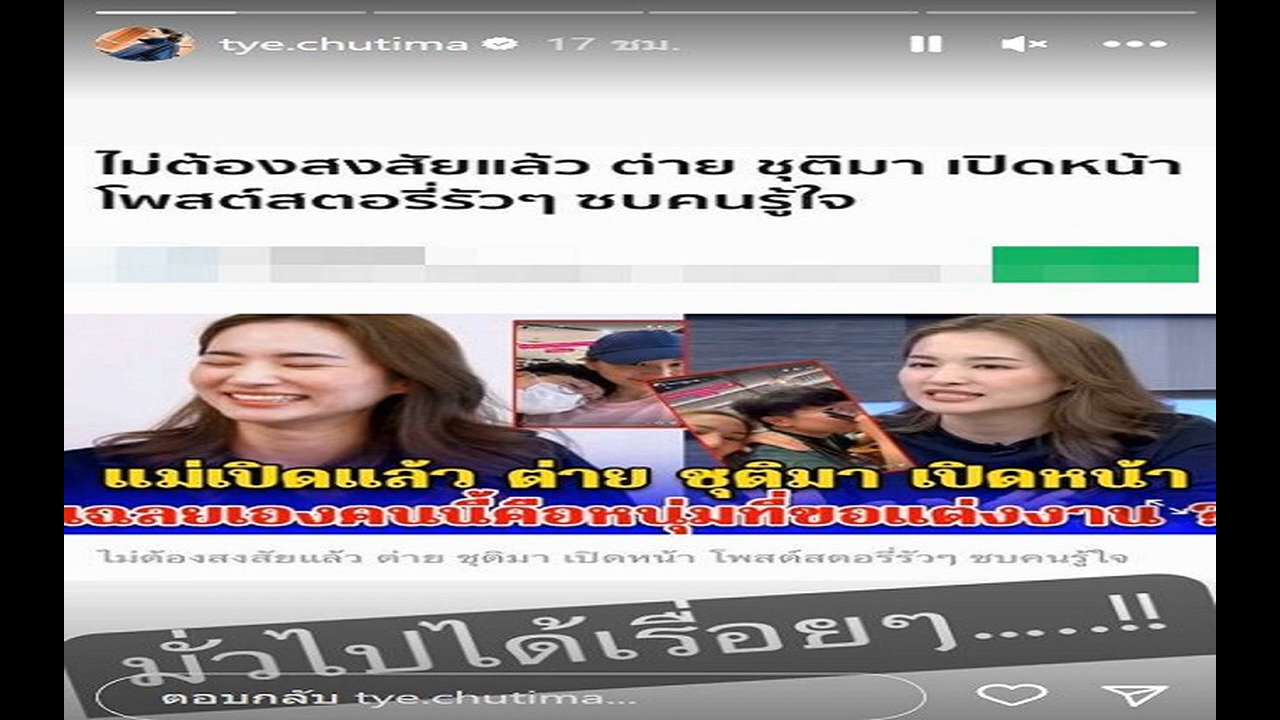 tye.chutima 17 ชม.
ไม่ต้องสงสัยแล้ว ต่าย ชุติมา เปิดหน้า
โพสต์สตอรี่รัวๆ ซบคนรู้ใจ
แม่เปิดแล้ว ต่าย ชุติมา เปิดหน้า
เฉลยเองคนนี้คือหนุ่มที่ขอแต่งงาน
ไม่ต้องสงสัยแล้ว ต่าย ชุติมา เปิดหน้า โพสต์สตอรี่รัวๆ ซบคนรู้ใจ
มั่วไปได้เรื่อยๆ.....!!
ตอบกลับ tye.chutima...